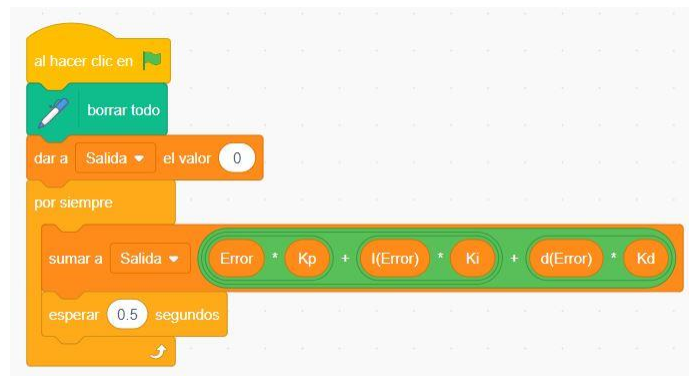 al hacer clic en
borrar todo
dar a Salida el valor 0
por siempre
sumar a Salida Error * Kp + I(Error) * Ki + d(Error) * Kd
esperar 0.5 segundos